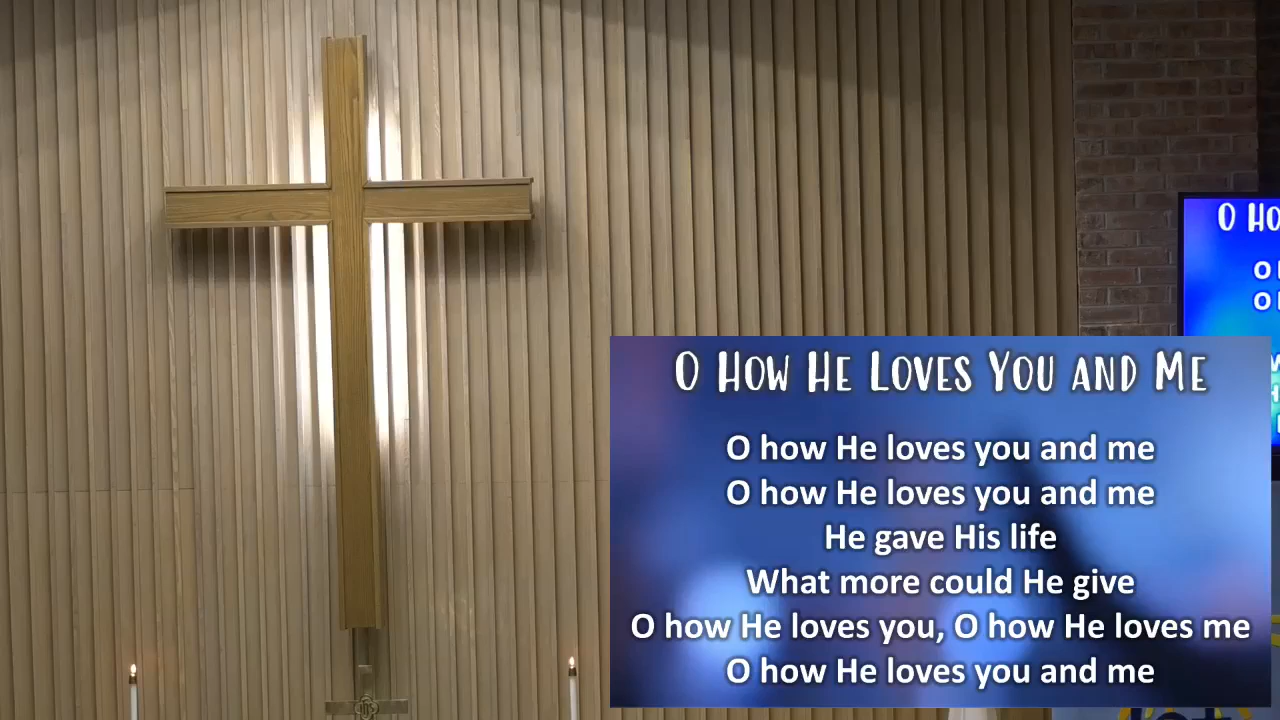 O HOW HE LOVES YOU AND ME
O how He loves you and me
O how He loves you and me
He gave His life
What more could He give
O how He loves you, O how He loves me
O how He loves you and me
O HO
O
O
IHS